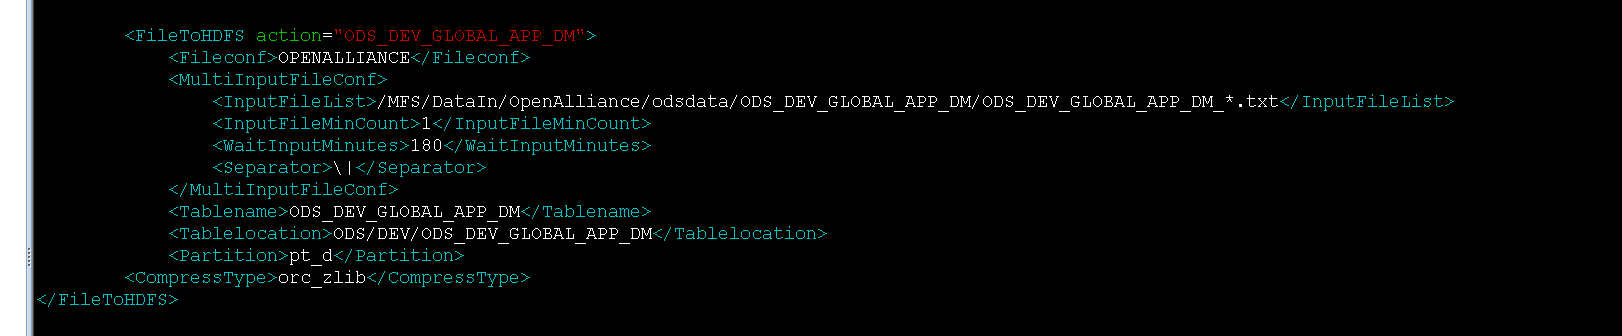 <FileToHDFS action="ODS_DEV_GLOBAL_APP_DM">
<Fileconf>OPENALLIANCE</Fileconf>
<MultiInputFileConf>
<InputFileList>/MFS/DataIn/OpenAlliance/odsdata/ODS_DEV_GLOBAL_APP_DM/ODS_DEV_GLOBAL_APP_DM_*.txt</InputFileList>
<InputFileMinCount>1</InputFileMinCount>
<WaitInputMinutes>180</WaitInputMinutes>
<Separator>\|</Separator>
</MultiInputFileConf>
<Tablename>ODS_DEV_GLOBAL_APP_DM</Tablename>
<Tablelocation>ODS/DEV/ODS_DEV_GLOBAL_APP_DM</Tablelocation>
<Partition>pt_d</Partition>
<CompressType>orc_zlib</CompressType>
</FileToHDFS>